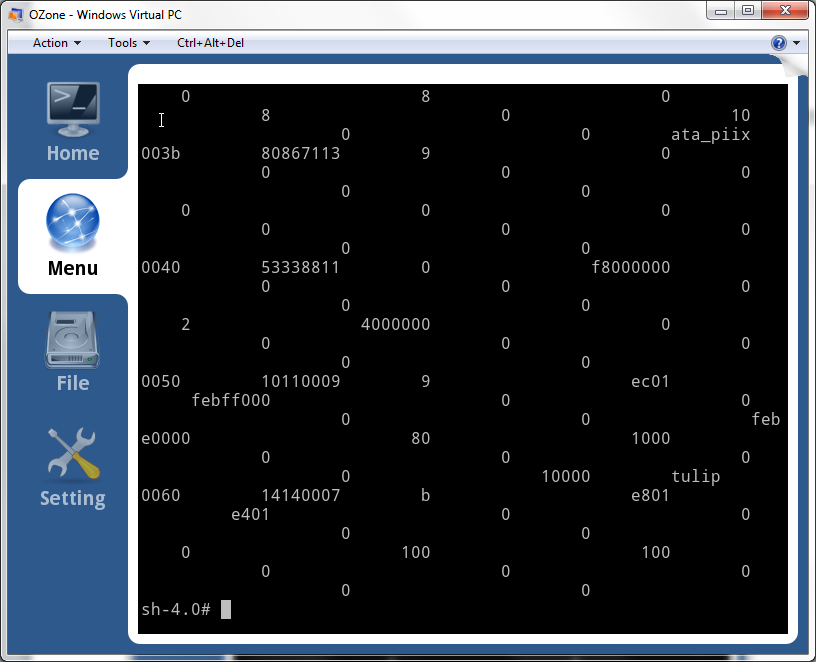 OZone - Windows Virtual PC
Action Tools Ctrl+Alt+Del
Home
Menu
File
Setting
0 8 0
8 0 10
0 0 ata_piix
003b 80867113 9 0
0 0 0
0 0
0 0 0
0 0 0
0 0
0040 53338811 0 f8000000
0 0 0
0 0
2 4000000 0
0 0 0
0 0
0050 10110009 9 ec01
febff000 0 0
0 0 feb
e0000 80 1000
0 0 0
0 10000 tulip
0060 14140007 b e801
e401 0 0
0 0
0 100 100
0 0 0
0 0
sh-4.0#